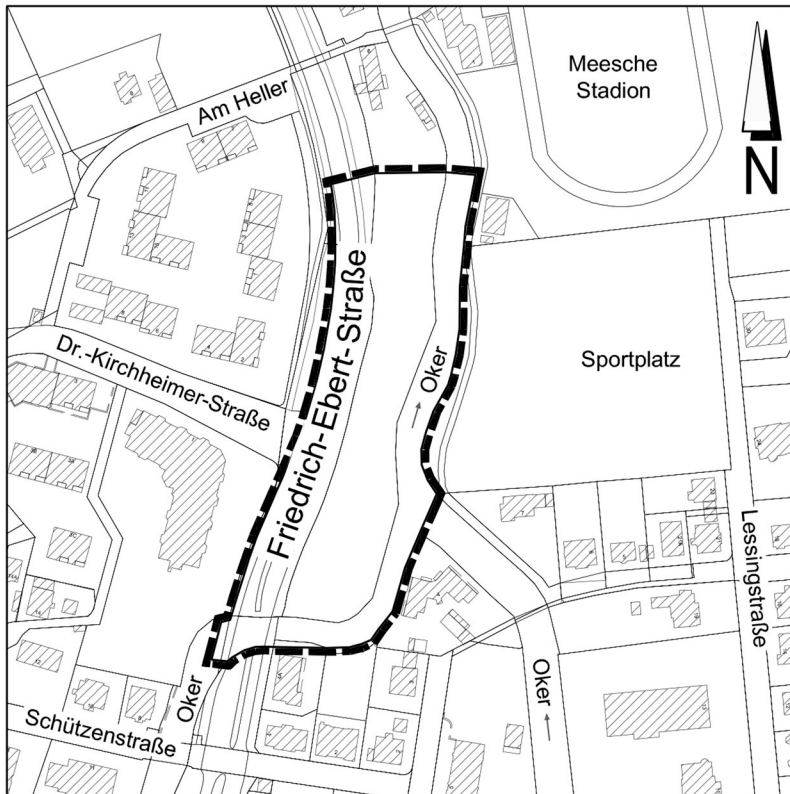 Meesche
Stadion
Am Heller
N
Friedrich-Ebert-Straße
Dr.-Kirchheimer-Straße
Oker
Sportplatz
Lessingstraße
Oker
Oker
Schützenstraße